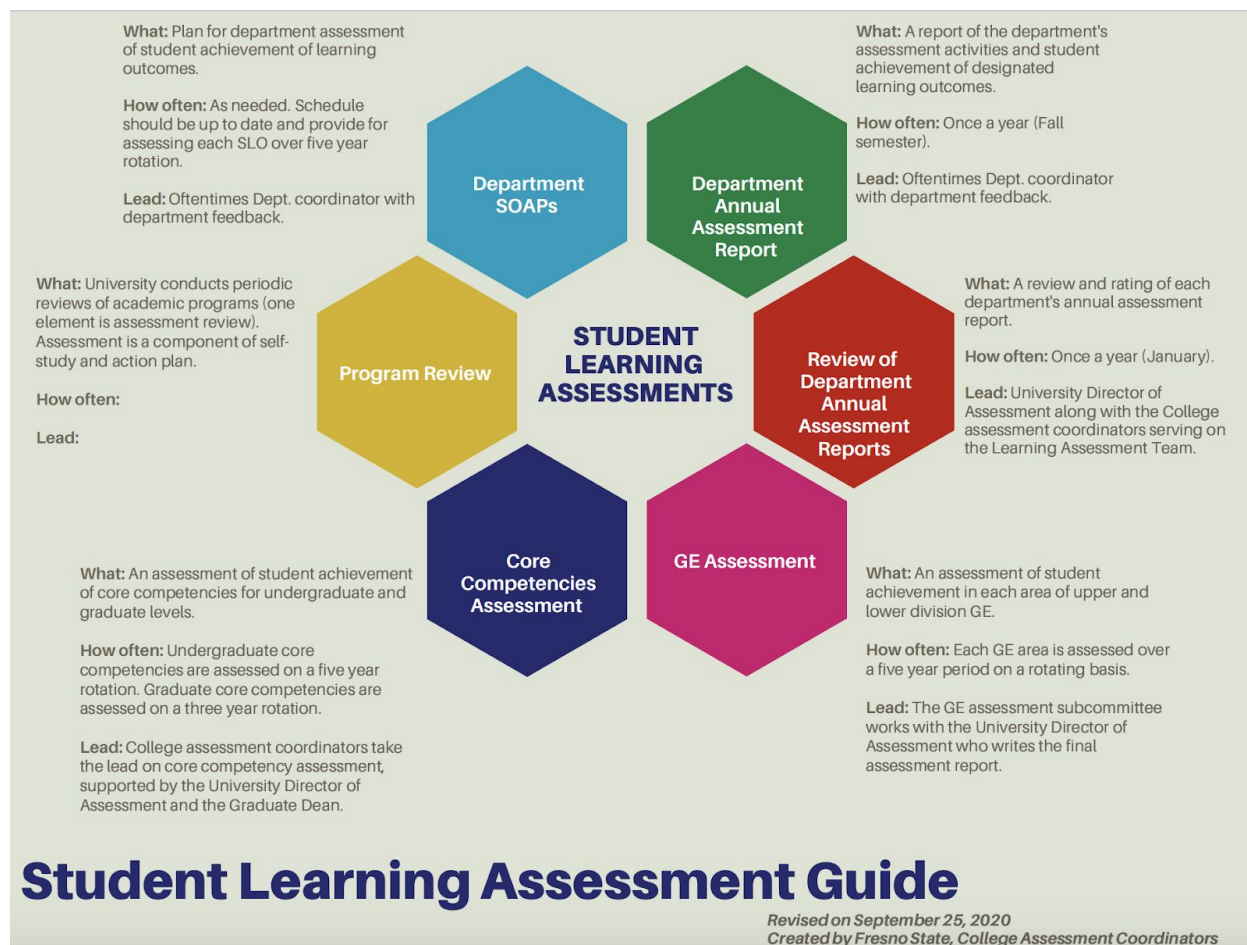 What: Plan for department assessment
of student achievement of learning
outcomes.
How often: As needed. Schedule
should be up to date and provide for
assessing each SLO over five year
rotation.
Lead: Oftentimes Dept. coordinator with
department feedback.
Department
SOAPs
Department
Annual
Assessment
Report
What: A report of the department's
assessment activities and student
achievement of designated
learning outcomes.
How often: Once a year (Fall
semester).
Lead: Oftentimes Dept. coordinator
with department feedback.
What: University conducts periodic
reviews of academic programs (one
element is assessment review).
Assessment is a component of self-
study and action plan.
How often:
Lead:
Program Review
STUDENT
LEARNING
ASSESSMENTS
Review of
Department
Annual
Assessment
Reports
What: A review and rating of each
department's annual assessment
report.
How often: Once a year (January).
Lead: University Director of
Assessment along with the College
assessment coordinators serving on
the Learning Assessment Team.
What: An assessment of student achievement
of core competencies for undergraduate and
graduate levels.
How often: Undergraduate core
competencies are assessed on a five year
rotation. Graduate core competencies are
assessed on a three year rotation.
Lead: College assessment coordinators take
the lead on core competency assessment,
supported by the University Director of
Assessment and the Graduate Dean.
Core
Competencies
Assessment
GE Assessment
What: An assessment of student
achievement in each area of upper and
lower division GE.
How often: Each GE area is assessed over
a five year period on a rotating basis.
Lead: The GE assessment subcommittee
works with the University Director of
Assessment who writes the final
assessment report.
Student Learning Assessment Guide
Revised on September 25, 2020
Created by Fresno State, College Assessment Coordinators